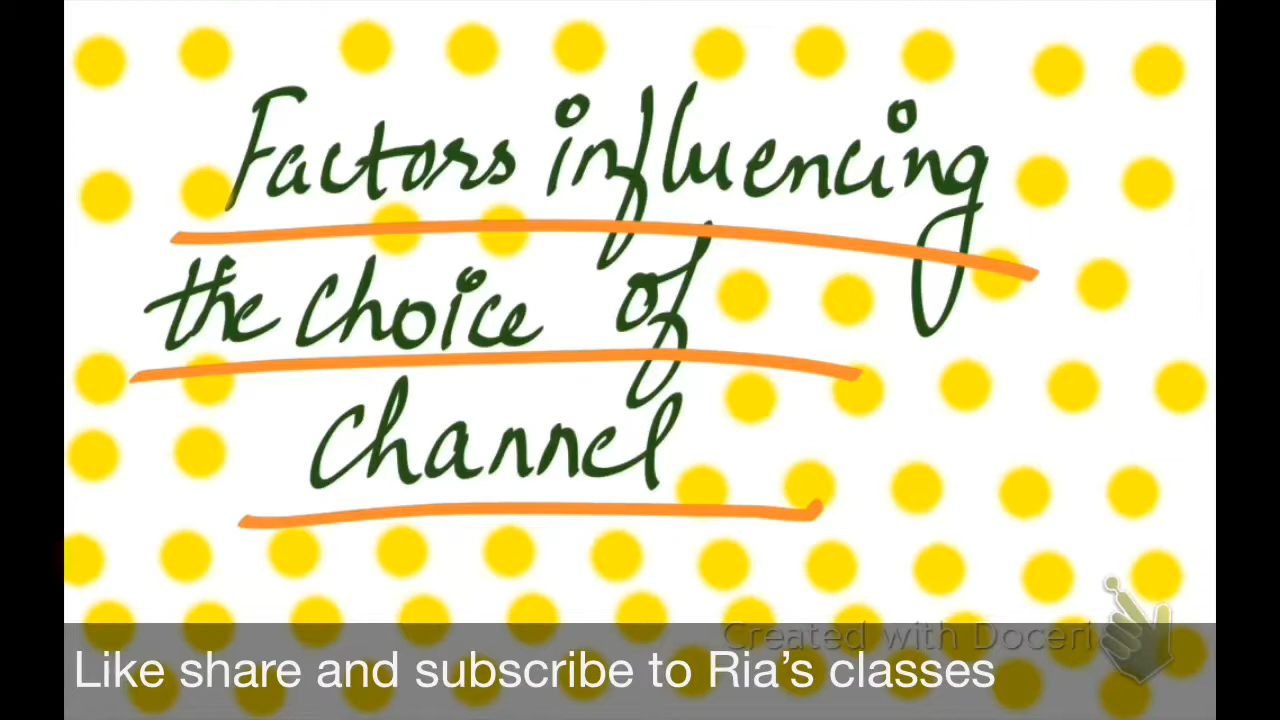 Factors influencing
the choice of
channel
Created with Doceri
Like share and subscribe to Ria’s classes